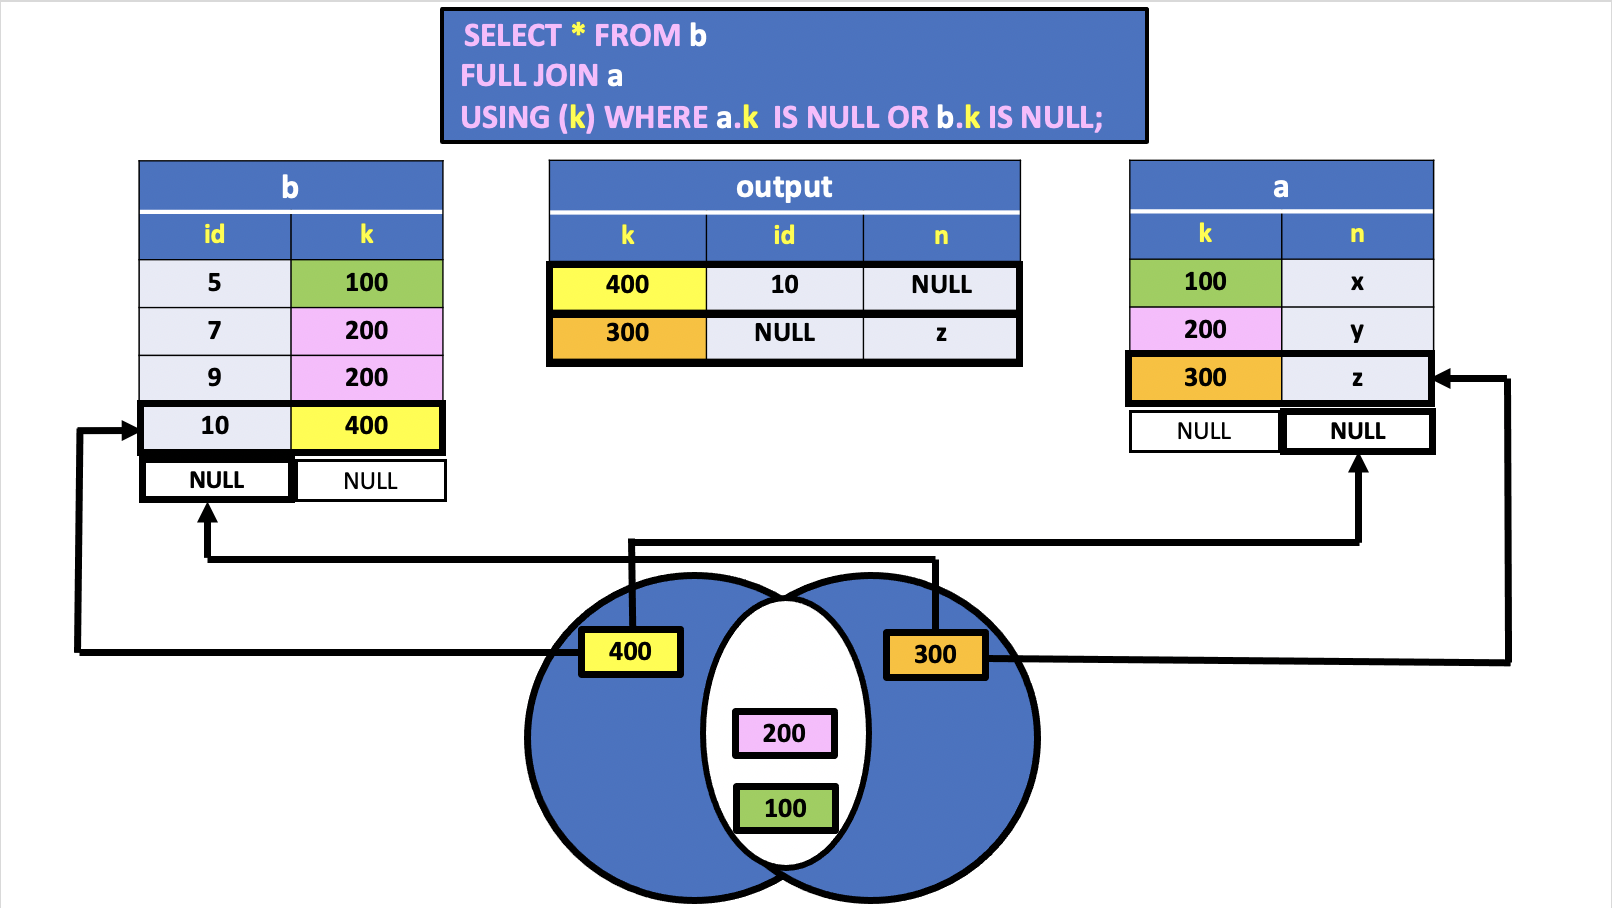 SELECT * FROM b
FULL JOIN a
USING (k) WHERE a.k IS NULL OR b.k IS NULL;
b
id k
5 100
7 200
9 200
10 400
NULL NULL
output
k id n
400 10 NULL
300 NULL z
a
k n
100 x
200 y
300 z
NULL NULL
400
300
200
100